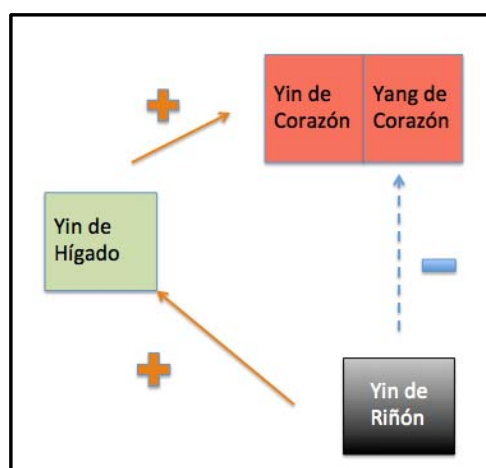 Yin de
Corazón
Yang de
Corazón
Yin de
Hígado
Yin de
Riñón